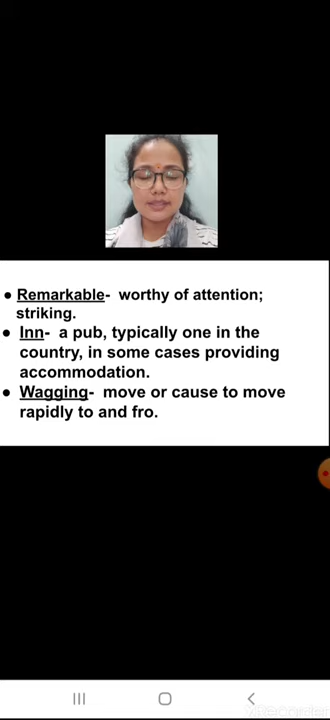 ● Remarkable- worthy of attention;
striking.
● Inn- a pub, typically one in the
country, in some cases providing
accommodation.
● Wagging- move or cause to move
rapidly to and fro.